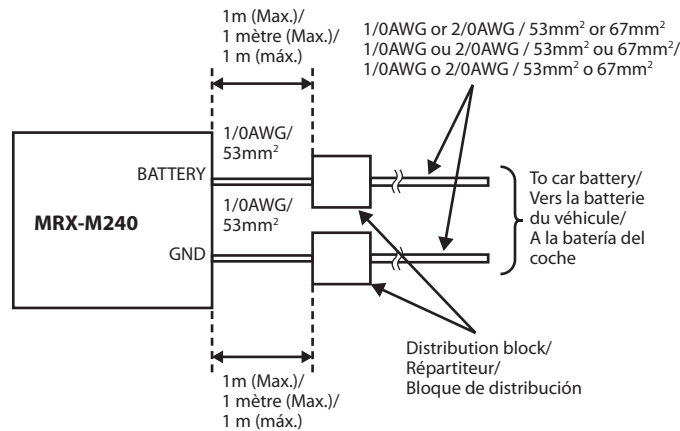 1m (Max.)/
1 mètre (Max.)/
1 m (máx.)
1/0AWG or 2/0AWG / 53mm² or 67mm²
1/0AWG ou 2/0AWG / 53mm² ou 67mm²/
1/0AWG o 2/0AWG / 53mm² o 67mm²
1/0AWG/
53mm²
BATTERY
1/0AWG/
53mm²
MRX-M240
GND
To car battery/
Vers la batterie
du véhicule/
A la batería del
coche
Distribution block/
Répartiteur/
Bloque de distribución
1m (Max.)/
1 mètre (Max.)/
1 m (máx.)